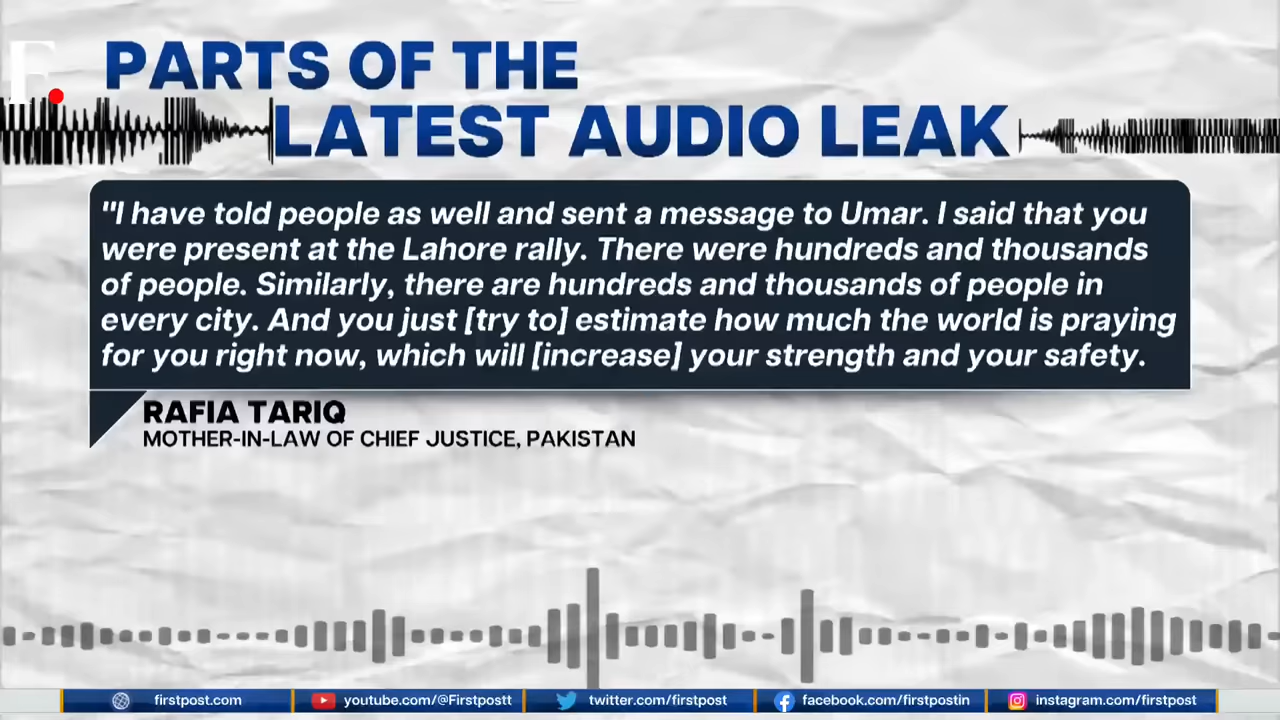 F.
PARTS OF THE
LATEST AUDIO LEAK
"I have told people as well and sent a message to Umar. I said that you
were present at the Lahore rally. There were hundreds and thousands
of people. Similarly, there are hundreds and thousands of people in
every city. And you just [try to] estimate how much the world is praying
for you right now, which will [increase] your strength and your safety.
RAFIA TARIQ
MOTHER-IN-LAW OF CHIEF JUSTICE, PAKISTAN
firstpost.com youtube.com/@Firstpostt twitter.com/firstpost facebook.com/firstpostin instagram.com/firstpost